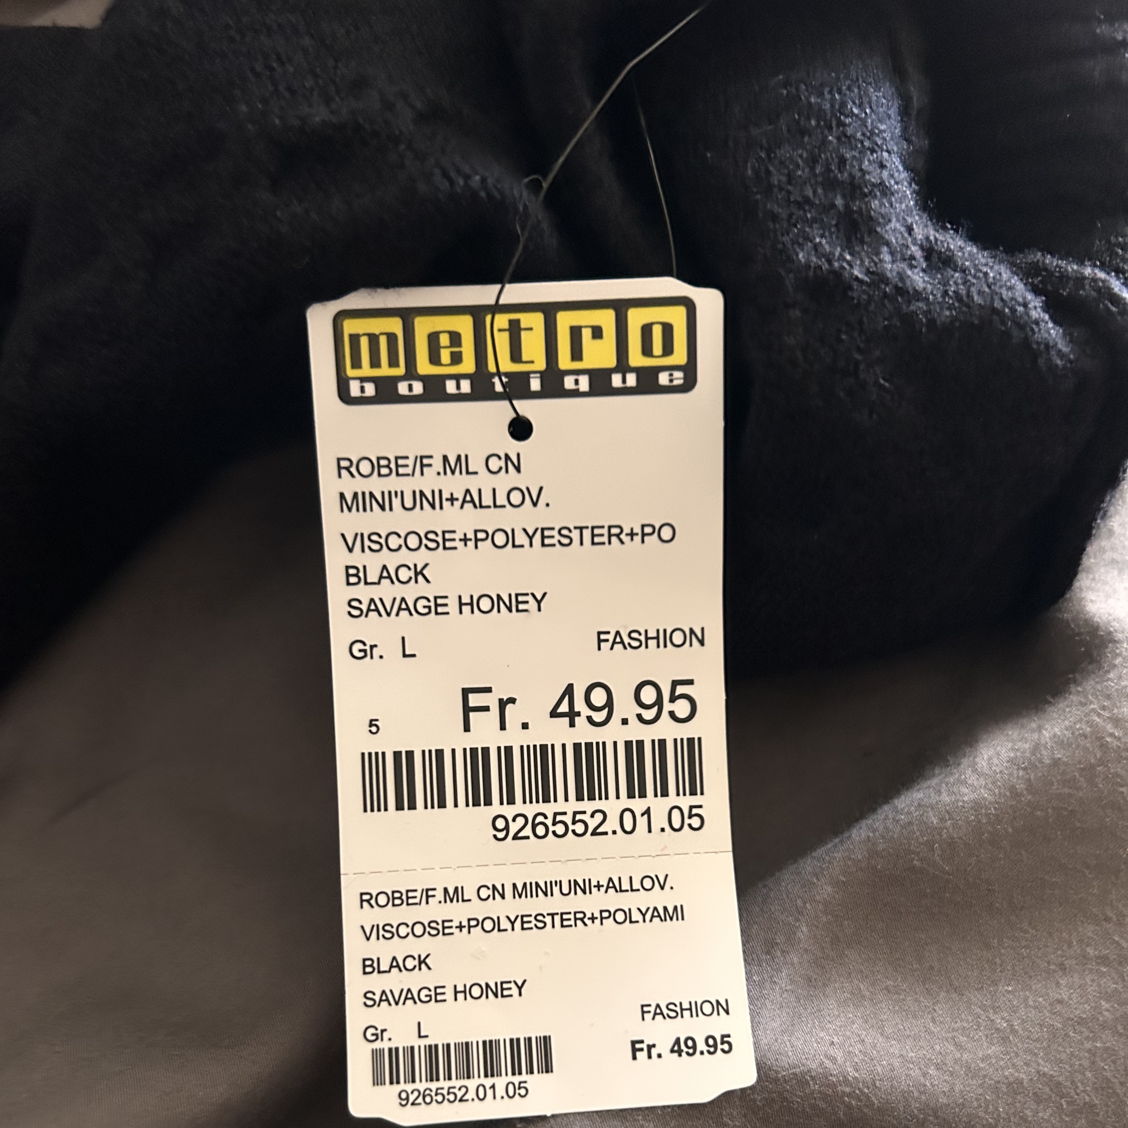 metro
boutique
ROBE/F.ML CN
MINI'UNI+ALLOV.
VISCOSE+POLYESTER+PO
BLACK
SAVAGE HONEY
Gr. L FASHION
5 Fr. 49.95
926552.01.05
ROBE/F.ML CN MINI'UNI+ALLOV.
VISCOSE+POLYESTER+POLYAMI
BLACK
SAVAGE HONEY
FASHION
Gr. L
Fr. 49.95
926552.01.05